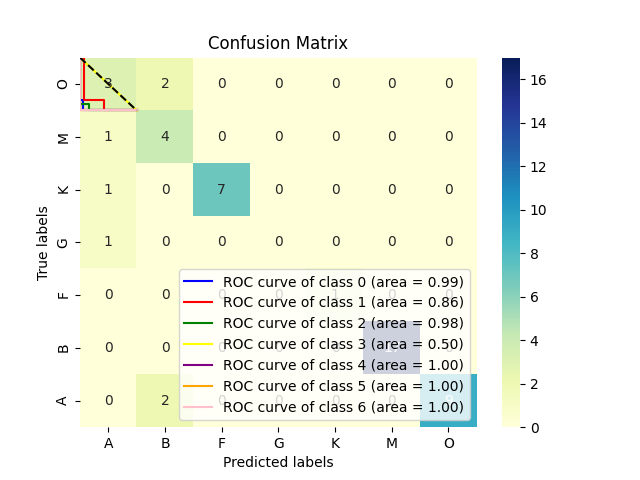 Confusion Matrix
True labels
O 3 2 0 0 0 0 0
M 1 4 0 0 0 0 0
K 1 0 7 0 0 0 0
G 1 0 0 0 0 0 0
F 0 0
B 0 0
A 0 2
ROC curve of class 0 (area = 0.99)
ROC curve of class 1 (area = 0.86)
ROC curve of class 2 (area = 0.98)
ROC curve of class 3 (area = 0.50)
ROC curve of class 4 (area = 1.00)
ROC curve of class 5 (area = 1.00)
ROC curve of class 6 (area = 1.00)
A B F G K M O
Predicted labels
16
14
12
10
8
6
4
2
0